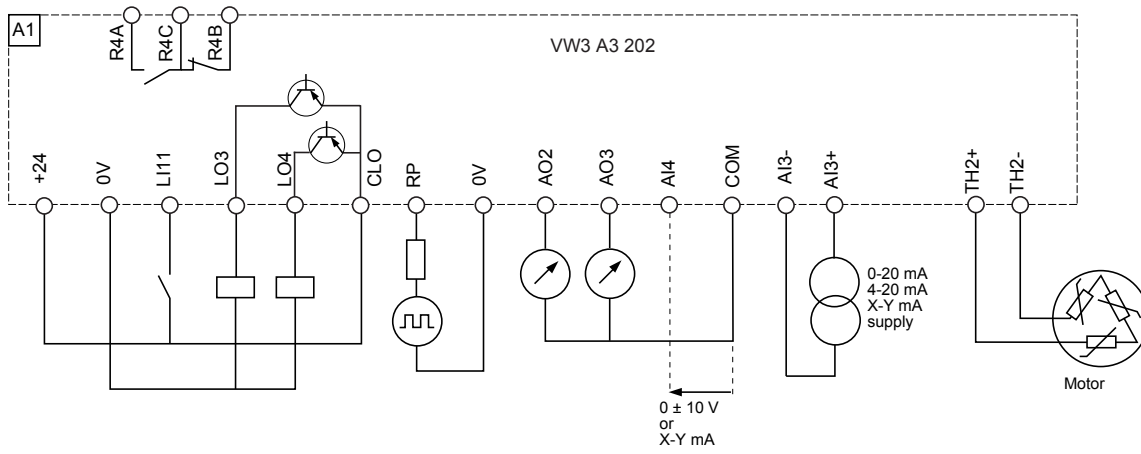 A1
R4A
R4C
R4B
VW3 A3 202
+24
0V
LI11
LO3
LO4
CLO
RP
0V
AO2
AO3
AI4
COM
AI3-
AI3+
TH2+
TH2-
0-20 mA
4-20 mA
X-Y mA
supply
Motor
0 ± 10 V
or
X-Y mA